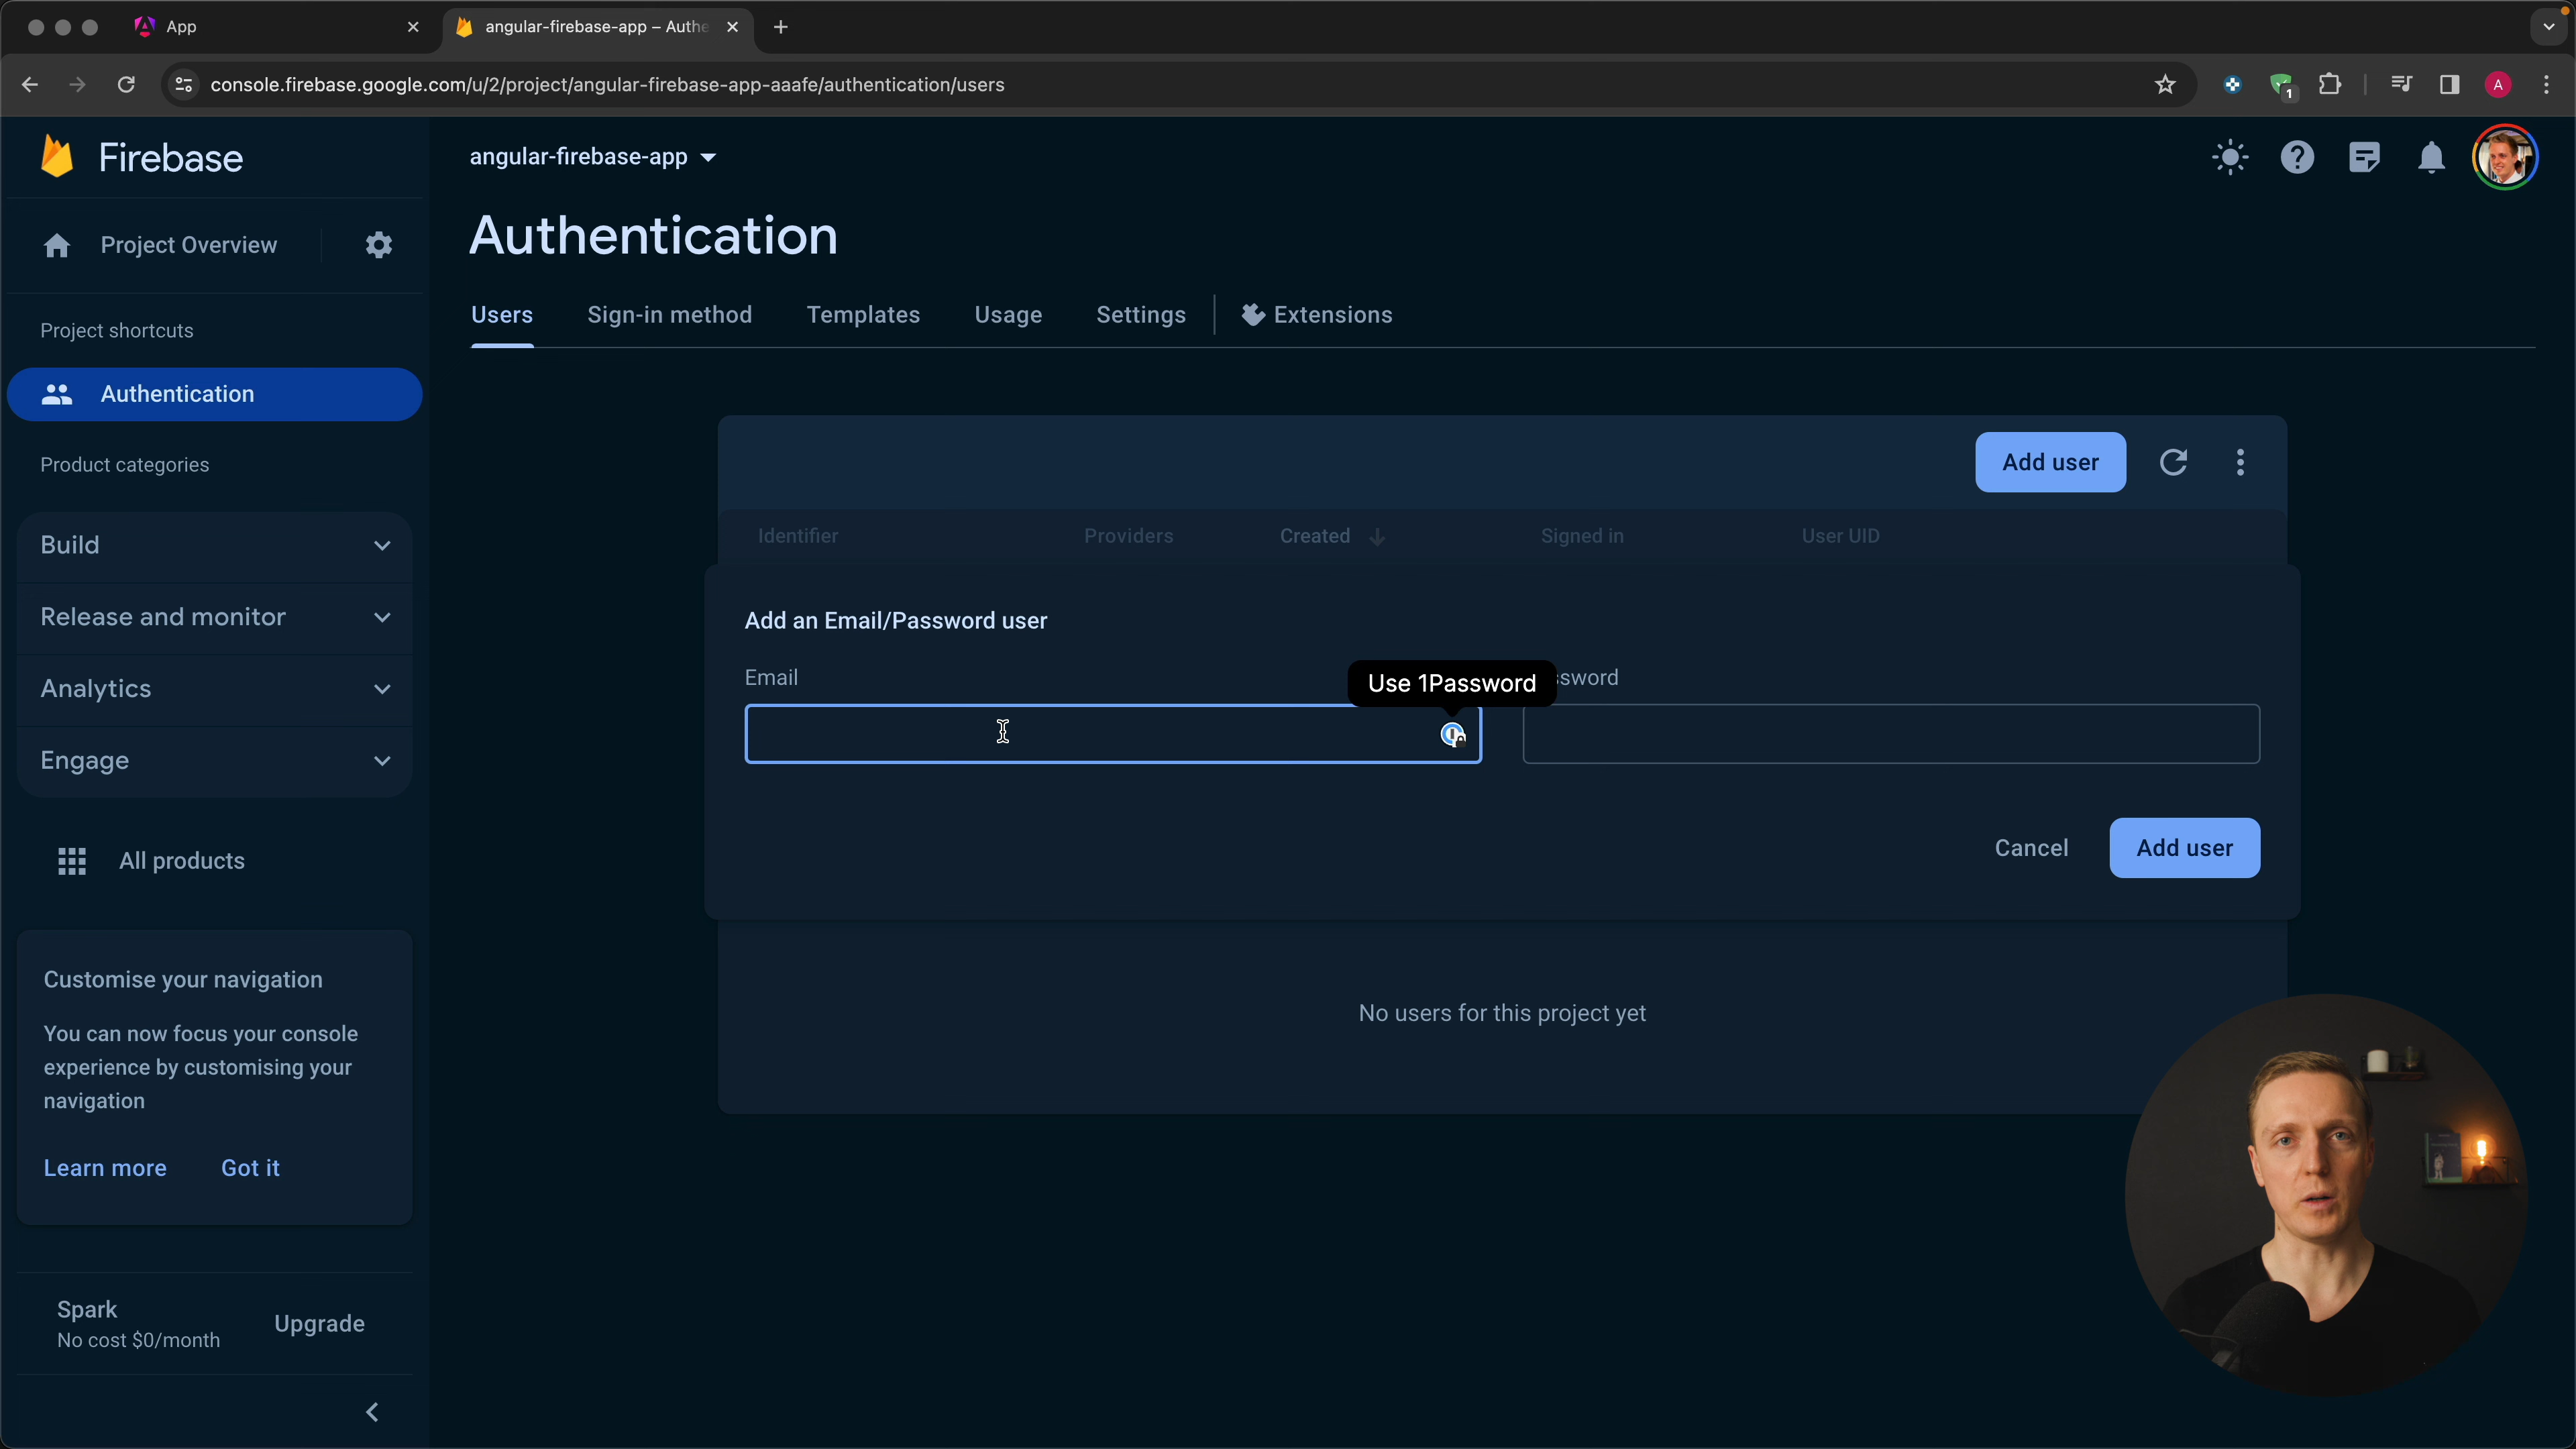 App
angular-firebase-app – Authe
console.firebase.google.com/u/2/project/angular-firebase-app-aaafe/authentication/users
1
A
Firebase
angular-firebase-app
Project Overview
Authentication
Users
Sign-in method
Templates
Usage
Settings
Extensions
Project shortcuts
Authentication
Product categories
Build
Release and monitor
Analytics
Engage
All products
Customise your navigation
You can now focus your console
experience by customising your
navigation
Learn more
Got it
Spark
No cost $0/month
Upgrade
Add user
Identifier
Providers
Created
Signed in
User UID
Add an Email/Password user
Email
Use 1Password
ssword
Cancel
Add user
No users for this project yet